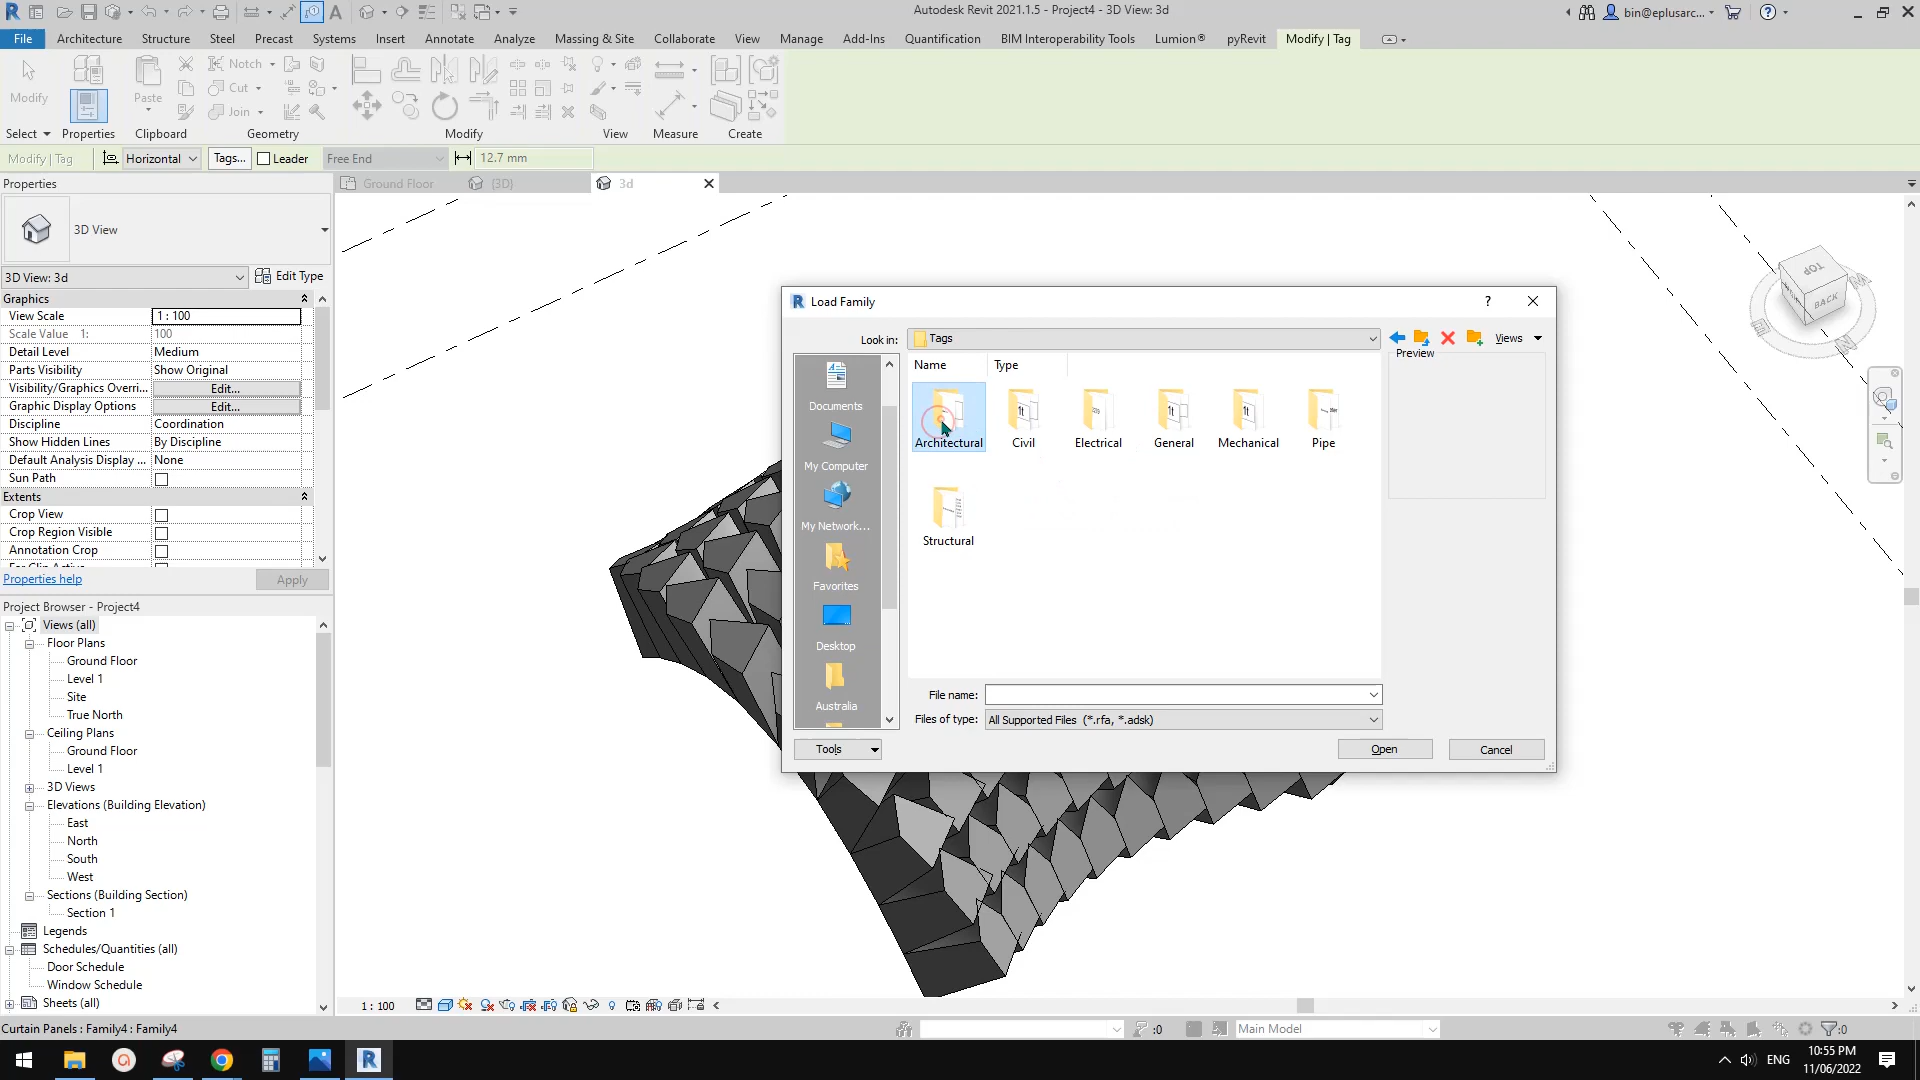 Autodesk Revit 2021.1.5 - Project4 - 3D View: 3d
bin@eplusarc...
File Architecture Structure Steel Precast Systems Insert Annotate Analyze Massing & Site Collaborate View Manage Add-Ins Quantification BIM Interoperability Tools Lumion® pyRevit Modify | Tag
Modify
Paste
Notch
Cut
Join
Select Properties Clipboard Geometry Modify View Measure Create
Modify | Tag Horizontal Tags... Leader Free End 12.7 mm
Properties
Ground Floor {3D} 3d
3D View
3D View: 3d Edit Type
Graphics
View Scale 1 : 100
Scale Value 1: 100
Detail Level Medium
Parts Visibility Show Original
Visibility/Graphics Overri... Edit...
Graphic Display Options Edit...
Discipline Coordination
Show Hidden Lines By Discipline
Default Analysis Display ... None
Sun Path
Extents
Crop View
Crop Region Visible
Annotation Crop
Properties help Apply
Project Browser - Project4
Views (all)
Floor Plans
Ground Floor
Level 1
Site
True North
Ceiling Plans
Ground Floor
Level 1
3D Views
Elevations (Building Elevation)
East
North
South
West
Sections (Building Section)
Section 1
Legends
Schedules/Quantities (all)
Door Schedule
Window Schedule
Sheets (all)
Load Family
Look in: Tags Views
Name Type
Preview
Documents
My Computer
My Network...
Favorites
Desktop
Australia
Architectural Civil Electrical General Mechanical Pipe
Structural
File name:
Files of type: All Supported Files (*.rfa, *.adsk)
Tools Open Cancel
TOP
BACK
1 : 100
Curtain Panels : Family4 : Family4
:0
Main Model
:0
ENG
10:55 PM
11/06/2022